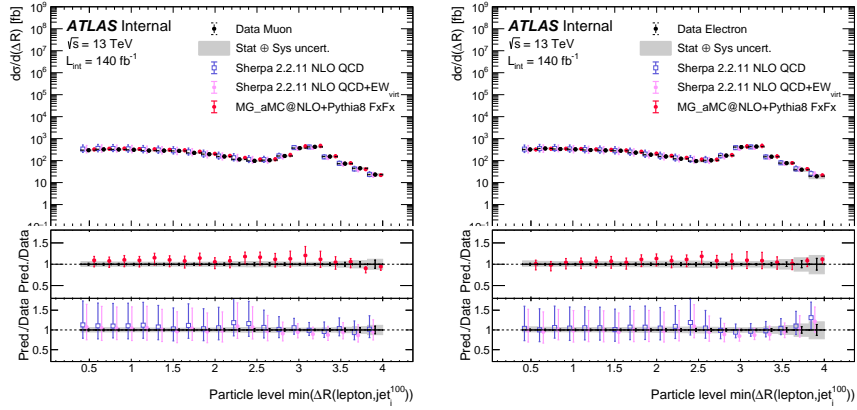 ATLAS Internal
√s = 13 TeV
L_int = 140 fb⁻¹
Data Muon
Stat ⊕ Sys uncert.
Sherpa 2.2.11 NLO QCD
Sherpa 2.2.11 NLO QCD+EW_virt
MG_aMC@NLO+Pythia8 FxFx
dσ/d(ΔR) [fb]
10⁹
10⁸
10⁷
10⁶
10⁵
10⁴
10³
10²
10
1
10⁻¹
Pred./Data
1.5
1
Pred./Data
1.5
1
0.5
0.5 1 1.5 2 2.5 3 3.5 4
Particle level min(ΔR(lepton,jet_i^100))
ATLAS Internal
√s = 13 TeV
L_int = 140 fb⁻¹
Data Electron
Stat ⊕ Sys uncert.
Sherpa 2.2.11 NLO QCD
Sherpa 2.2.11 NLO QCD+EW_virt
MG_aMC@NLO+Pythia8 FxFx
dσ/d(ΔR) [fb]
10⁹
10⁸
10⁷
10⁶
10⁵
10⁴
10³
10²
10
1
10⁻¹
Pred./Data
1.5
1
Pred./Data
1.5
1
0.5
0.5 1 1.5 2 2.5 3 3.5 4
Particle level min(ΔR(lepton,jet_i^100))